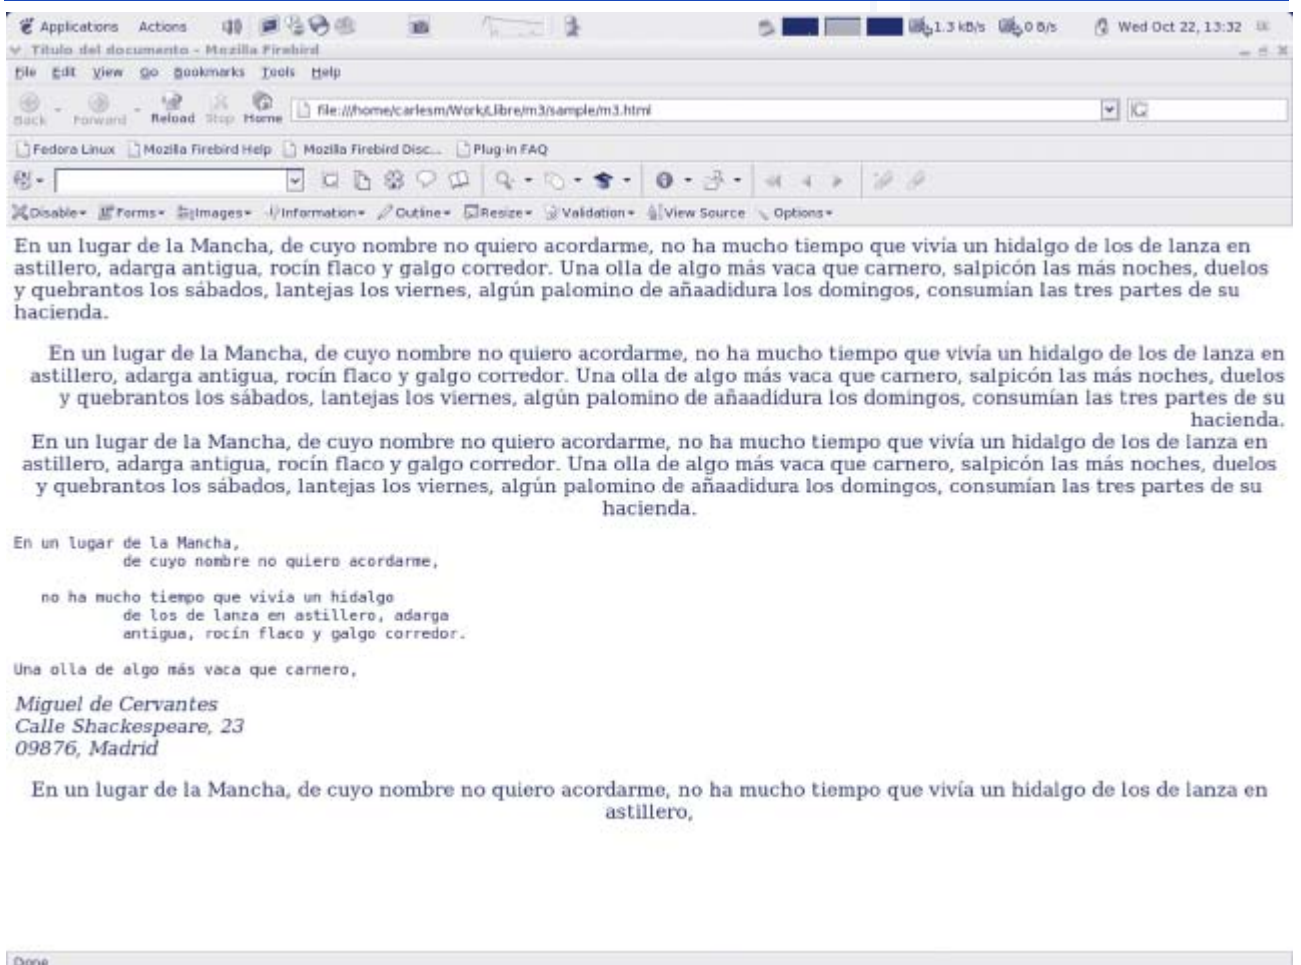 Applications Actions 1.3 kB/s 0 B/s Wed Oct 22, 13:32
Titulo del documento - Mozilla Firebird
File Edit View Go Bookmarks Tools Help
Back Forward Reload Stop Home file:///home/carlesm/Work/Libre/m3/sample/m3.html
Fedora Linux Mozilla Firebird Help Mozilla Firebird Disc... Plug-in FAQ
Disable Forms Images Information Outline Resize Validation View Source Options
En un lugar de la Mancha, de cuyo nombre no quiero acordarme, no ha mucho tiempo que vivía un hidalgo de los de lanza en
astillero, adarga antigua, rocín flaco y galgo corredor. Una olla de algo más vaca que carnero, salpicón las más noches, duelos
y quebrantos los sábados, lantejas los viernes, algún palomino de añaadidura los domingos, consumían las tres partes de su
hacienda.
En un lugar de la Mancha, de cuyo nombre no quiero acordarme, no ha mucho tiempo que vivía un hidalgo de los de lanza en
astillero, adarga antigua, rocín flaco y galgo corredor. Una olla de algo más vaca que carnero, salpicón las más noches, duelos
y quebrantos los sábados, lantejas los viernes, algún palomino de añaadidura los domingos, consumían las tres partes de su
hacienda.
En un lugar de la Mancha, de cuyo nombre no quiero acordarme, no ha mucho tiempo que vivía un hidalgo de los de lanza en
astillero, adarga antigua, rocín flaco y galgo corredor. Una olla de algo más vaca que carnero, salpicón las más noches, duelos
y quebrantos los sábados, lantejas los viernes, algún palomino de añaadidura los domingos, consumían las tres partes de su
hacienda.
En un lugar de la Mancha,
de cuyo nombre no quiero acordarme,
no ha mucho tiempo que vivía un hidalgo
de los de lanza en astillero, adarga
antigua, rocín flaco y galgo corredor.
Una olla de algo más vaca que carnero,
Miguel de Cervantes
Calle Shackespeare, 23
09876, Madrid
En un lugar de la Mancha, de cuyo nombre no quiero acordarme, no ha mucho tiempo que vivía un hidalgo de los de lanza en
astillero,
Done